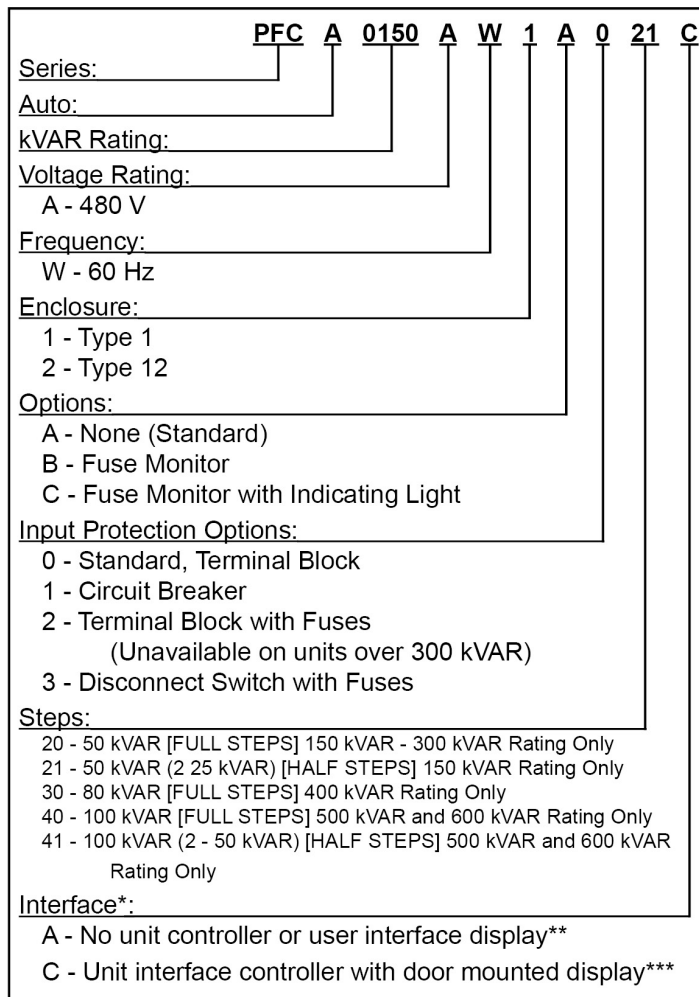 PFC A 0150 A W 1 A 0 21 C
Series:
Auto:
kVAR Rating:
Voltage Rating:
A - 480 V
Frequency:
W - 60 Hz
Enclosure:
1 - Type 1
2 - Type 12
Options:
A - None (Standard)
B - Fuse Monitor
C - Fuse Monitor with Indicating Light
Input Protection Options:
0 - Standard, Terminal Block
1 - Circuit Breaker
2 - Terminal Block with Fuses
(Unavailable on units over 300 kVAR)
3 - Disconnect Switch with Fuses
Steps:
20 - 50 kVAR [FULL STEPS] 150 kVAR - 300 kVAR Rating Only
21 - 50 kVAR (2 25 kVAR) [HALF STEPS] 150 kVAR Rating Only
30 - 80 kVAR [FULL STEPS] 400 kVAR Rating Only
40 - 100 kVAR [FULL STEPS] 500 kVAR and 600 kVAR Rating Only
41 - 100 kVAR (2 - 50 kVAR) [HALF STEPS] 500 kVAR and 600 kVAR
Rating Only
Interface*:
A - No unit controller or user interface display**
C - Unit interface controller with door mounted display***